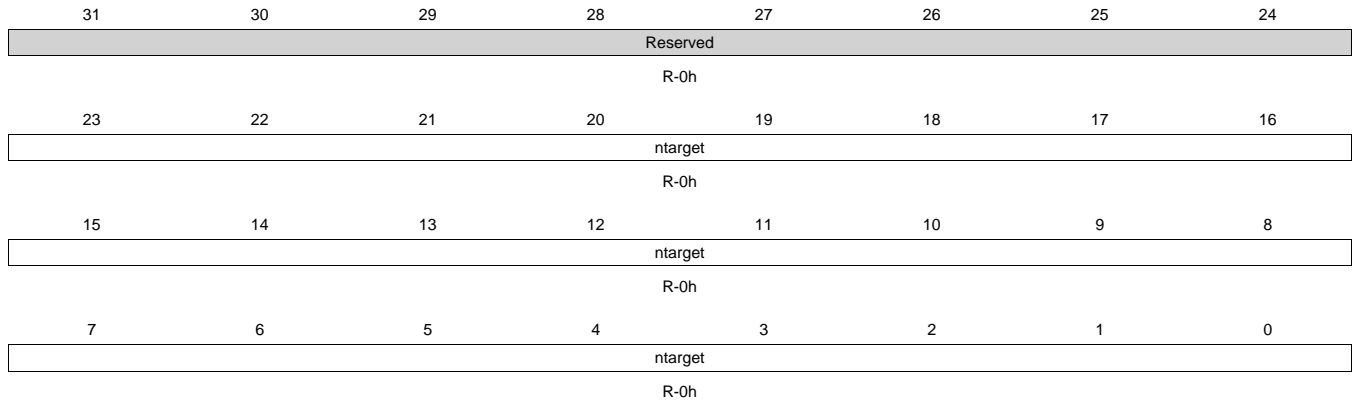 31 30 29 28 27 26 25 24
Reserved
R-0h
23 22 21 20 19 18 17 16
ntarget
R-0h
15 14 13 12 11 10 9 8
ntarget
R-0h
7 6 5 4 3 2 1 0
ntarget
R-0h